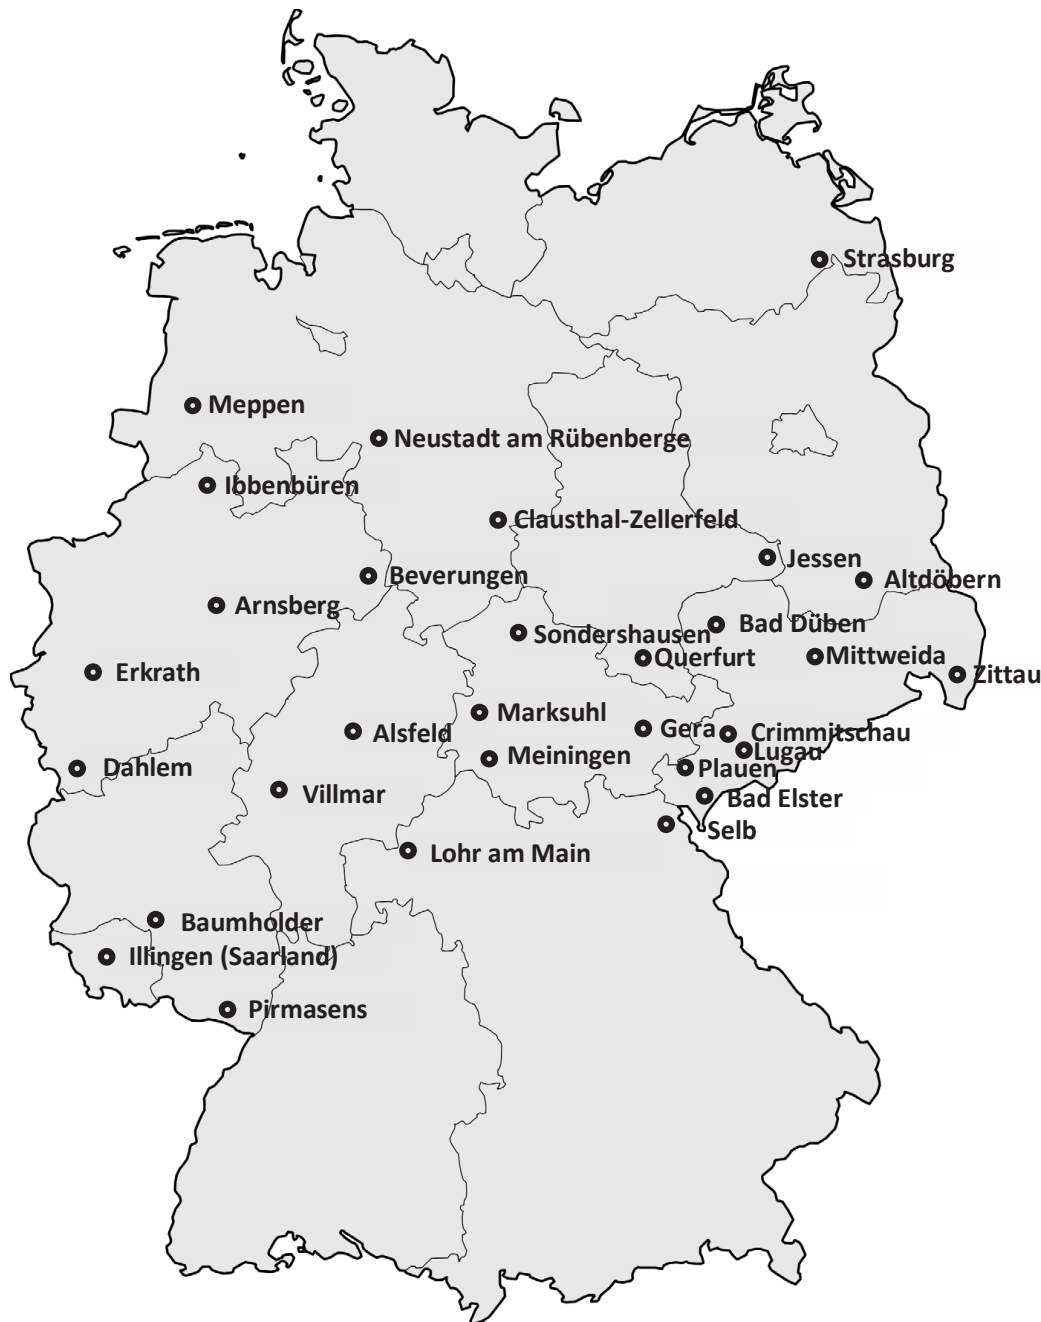 Strasburg
Meppen
Neustadt am Rübenberge
Ibbenbüren
Clausthal-Zellerfeld
Jessen
Beverungen
Altdöbern
Arnsberg
Bad Düben
Sondershausen
Querfurt
Mittweida
Erkrath
Zittau
Marksuhl
Alsfeld
Gera
Crimmitschau
Lugau
Meiningen
Dahlem
Plauen
Villmar
Bad Elster
Selb
Lohr am Main
Baumholder
Illingen (Saarland)
Pirmasens